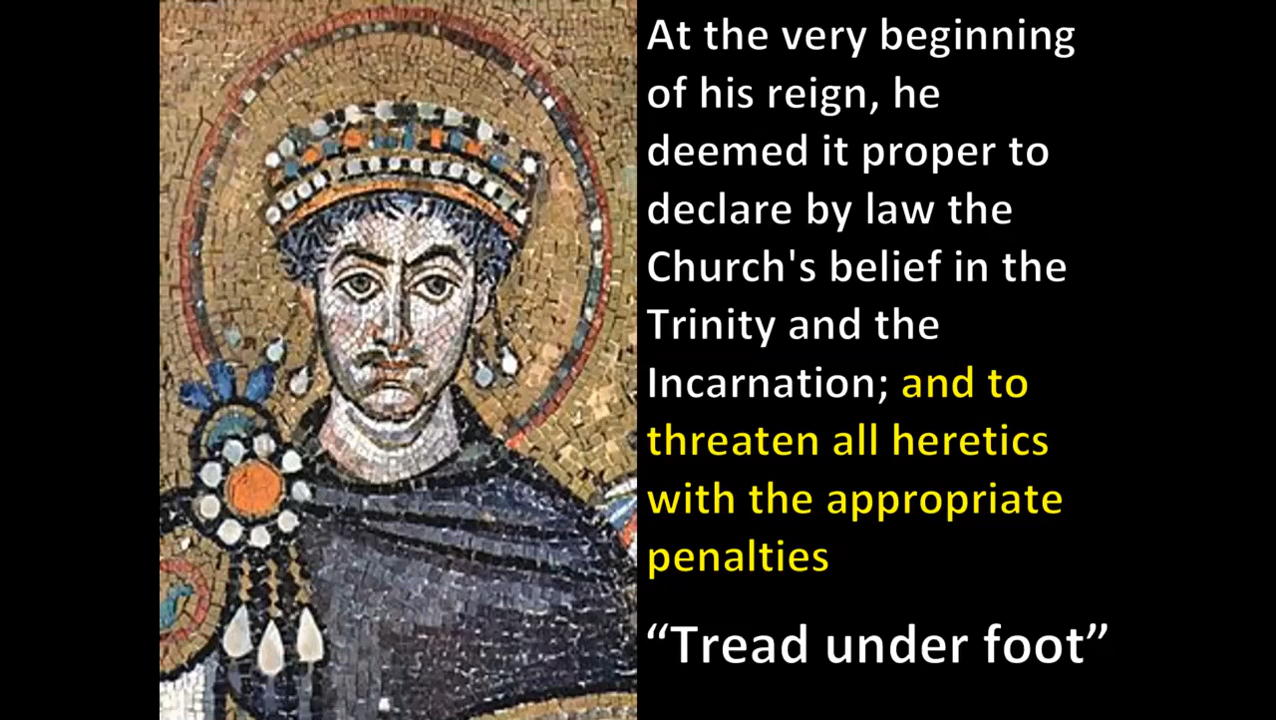 At the very beginning
of his reign, he
deemed it proper to
declare by law the
Church's belief in the
Trinity and the
Incarnation; and to
threaten all heretics
with the appropriate
penalties
“Tread under foot”